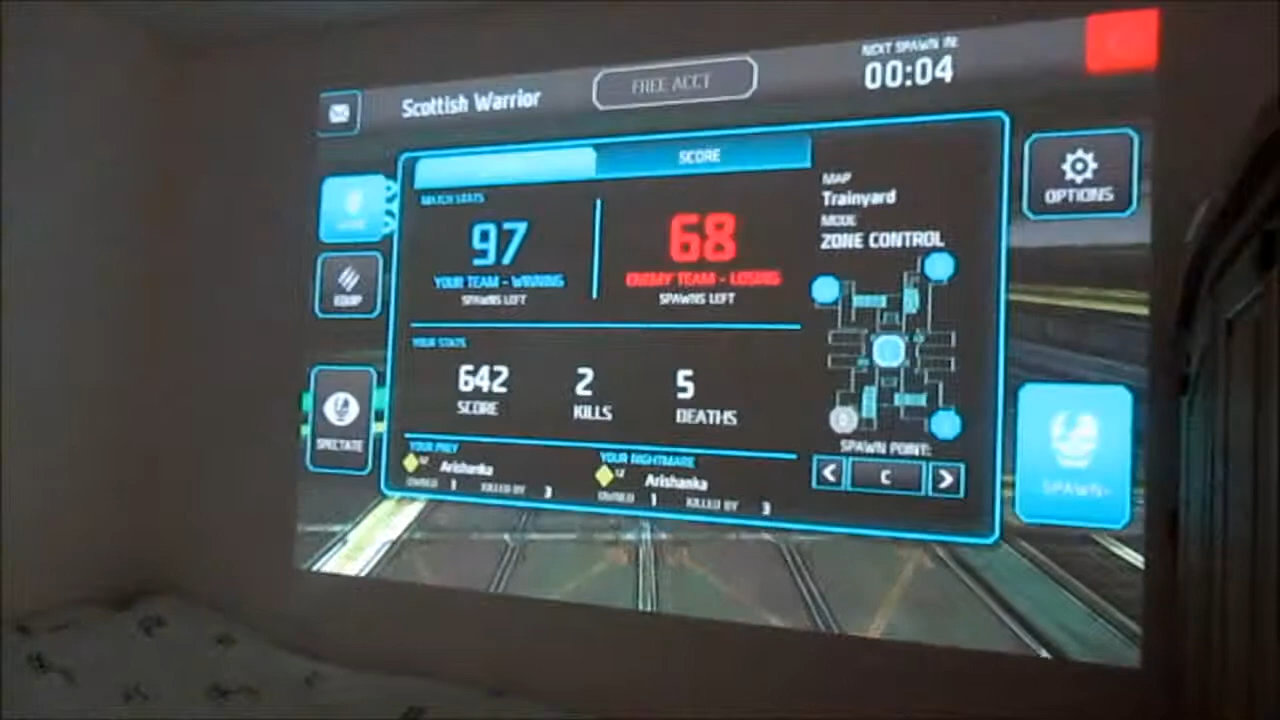 NEXT SPAWN IN:
00:04
Scottish Warrior
FREE ACCT
SCORE
OPTIONS
MATCH STATS
97
68
YOUR TEAM - WINNING
ENEMY TEAM - LOSING
SPAWNS LEFT
SPAWNS LEFT
MAP
Trainyard
MODE
ZONE CONTROL
EQUIP
YOUR STATS
642
SCORE
2
KILLS
5
DEATHS
SPECTATE
YOUR PREY
12 Arishanka
OWNED 1 KILLED BY 3
YOUR NIGHTMARE
12 Arishanka
OWNED 1 KILLED BY 3
SPAWN POINT:
< C >
SPAWN